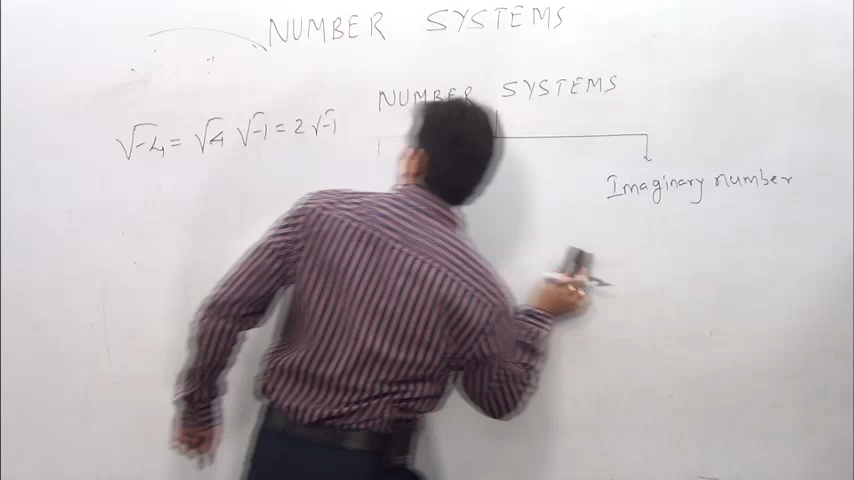 NUMBER SYSTEMS
NUMBER SYSTEMS
√-4 = √4 √-1 = 2 √-1
Imaginary number